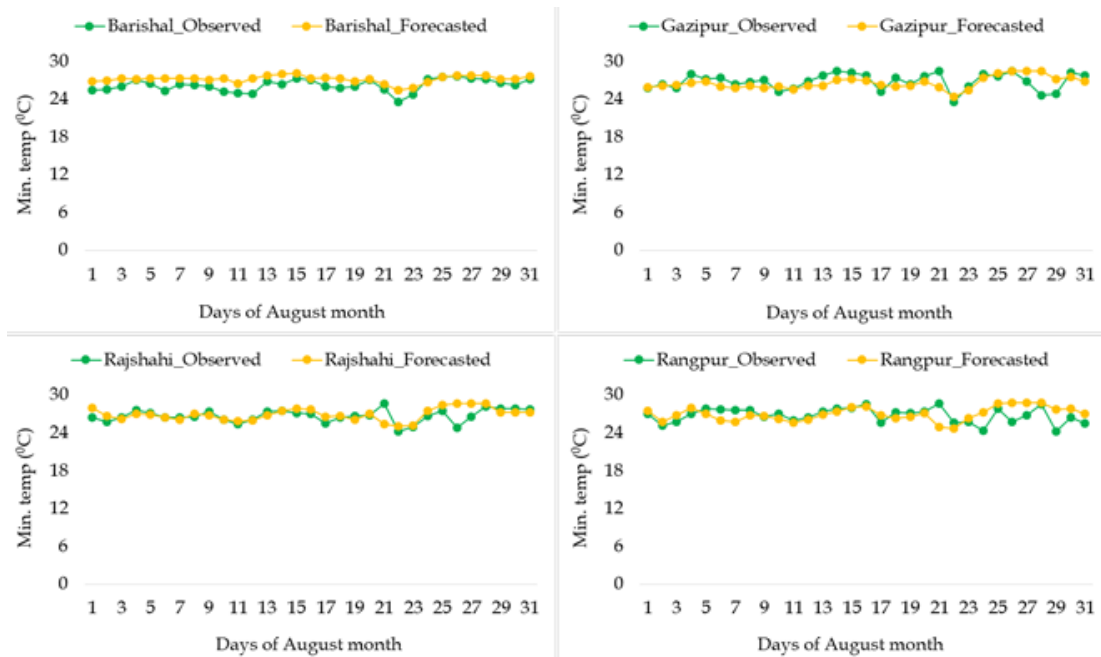 Barishal_Observed Barishal_Forecasted
30
24
18
12
6
0
Min. temp (⁰C)
1 3 5 7 9 11 13 15 17 19 21 23 25 27 29 31
Days of August month
Gazipur_Observed Gazipur_Forecasted
30
24
18
12
6
0
Min. temp (⁰C)
1 3 5 7 9 11 13 15 17 19 21 23 25 27 29 31
Days of August month
Rajshahi_Observed Rajshahi_Forecasted
30
24
18
12
6
0
Min. temp (⁰C)
1 3 5 7 9 11 13 15 17 19 21 23 25 27 29 31
Days of August month
Rangpur_Observed Rangpur_Forecasted
30
24
18
12
6
0
Min. temp (⁰C)
1 3 5 7 9 11 13 15 17 19 21 23 25 27 29 31
Days of August month